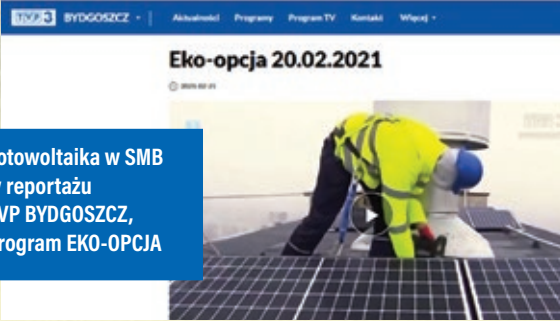 TVP3 BYDGOSZCZ Aktualności Programy Program TV Kontakt Więcej
Eko-opcja 20.02.2021
otowoltaika w SMB
reportażu
VP BYDGOSZCZ,
rogram EKO-OPCJA